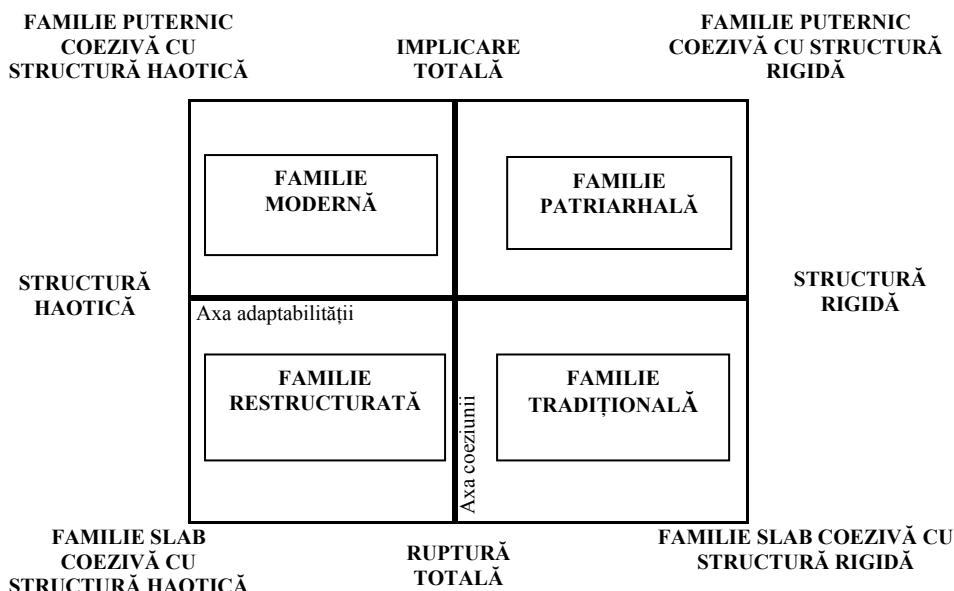 FAMILIE PUTERNIC
COEZIVĂ CU
STRUCTURĂ HAOTICĂ
IMPLICARE
TOTALĂ
FAMILIE PUTERNIC
COEZIVĂ CU STRUCTURĂ
RIGIDĂ
FAMILIE
MODERNĂ
FAMILIE
PATRIARHALĂ
STRUCTURĂ
HAOTICĂ
STRUCTURĂ
RIGIDĂ
Axa adaptabilității
FAMILIE
RESTRUCTURATĂ
Axa coeziunii
FAMILIE
TRADIȚIONALĂ
FAMILIE SLAB
COEZIVĂ CU
STRUCTURĂ HAOTICĂ
RUPTURĂ
TOTALĂ
FAMILIE SLAB COEZIVĂ CU
STRUCTURĂ RIGIDĂ